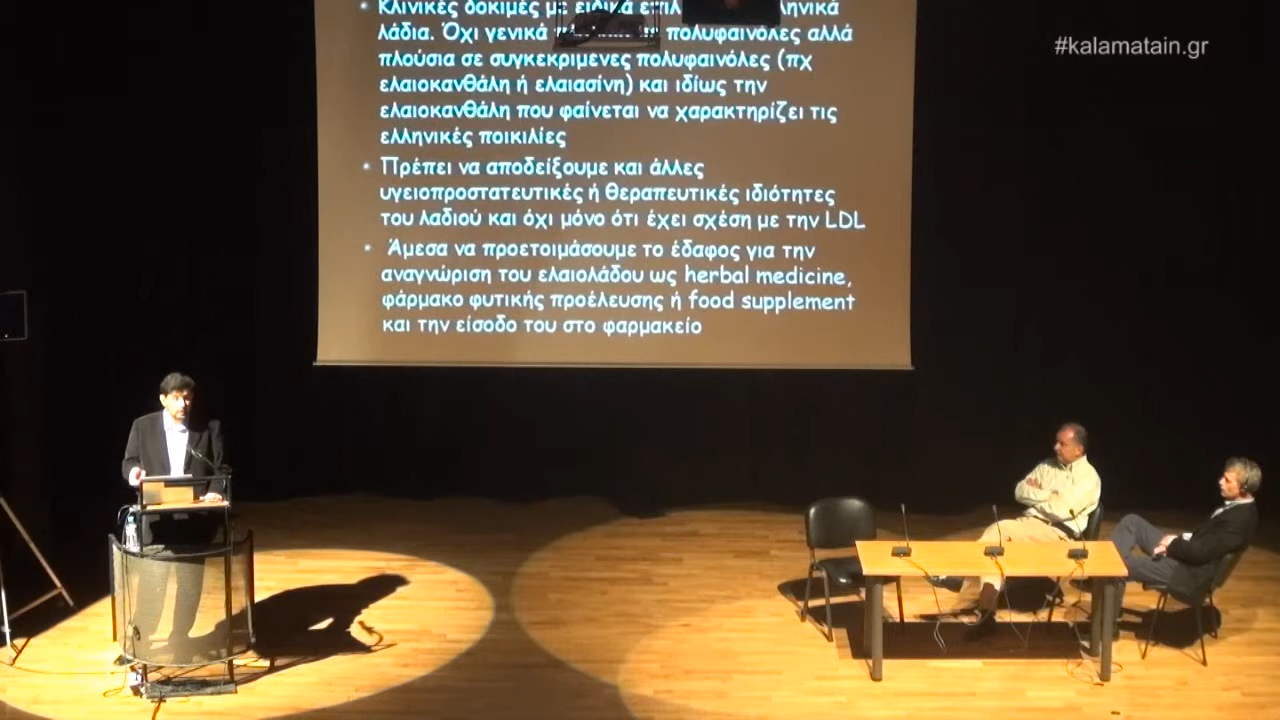 #kalamatain.gr
• Κλινικές δοκιμές με ειδικά
λάδια. Όχι γενικά πολυφαινόλες αλλά
πλούσια σε συγκεκριμένες πολυφαινόλες (πχ
ελαιοκανθάλη ή ελαιασίνη) και ιδίως την
ελαιοκανθάλη που φαίνεται να χαρακτηρίζει τις
ελληνικές ποικιλίες
• Πρέπει να αποδείξουμε και άλλες
υγειοπροστατευτικές ή θεραπευτικές ιδιότητες
του λαδιού και όχι μόνο ότι έχει σχέση με την LDL
• Άμεσα να προετοιμάσουμε το έδαφος για την
αναγνώριση του ελαιολάδου ως herbal medicine,
φάρμακο φυτικής προέλευσης ή food supplement
και την είσοδο του στο φαρμακείο